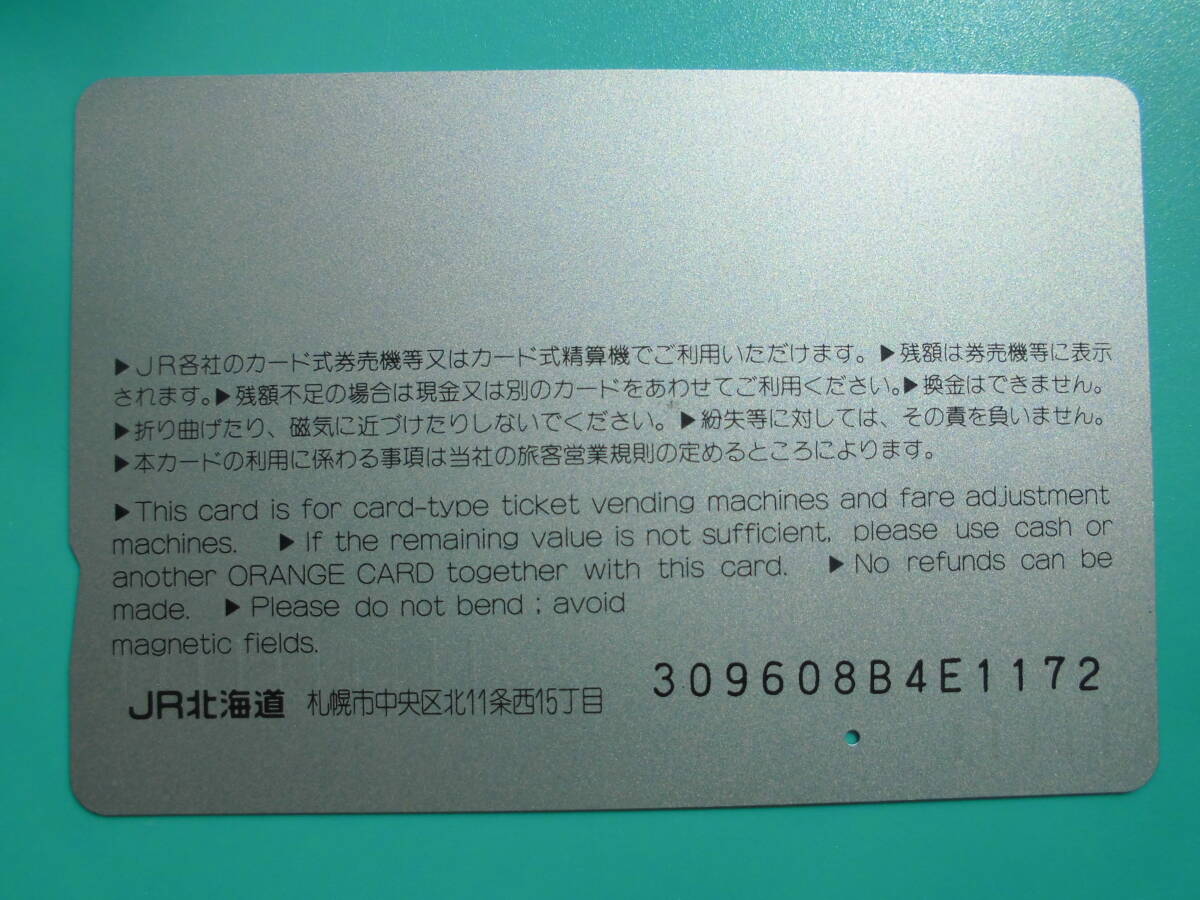 ▶JR各社のカード式券売機等又はカード式精算機でご利用いただけます。▶残額は券売機等に表示
されます。▶残額不足の場合は現金又は別のカードをあわせてご利用ください。▶換金はできません。
▶折り曲げたり、磁気に近づけたりしないでください。▶紛失等に対しては、その責を負いません。
▶本カードの利用に係わる事項は当社の旅客営業規則の定めるところによります。
▶This card is for card-type ticket vending machines and fare adjustment
machines. ▶If the remaining value is not sufficient, please use cash or
another ORANGE CARD together with this card. ▶No refunds can be
made. ▶Please do not bend ; avoid
magnetic fields.
309608B4E1172
JR北海道 札幌市中央区北11条西15丁目